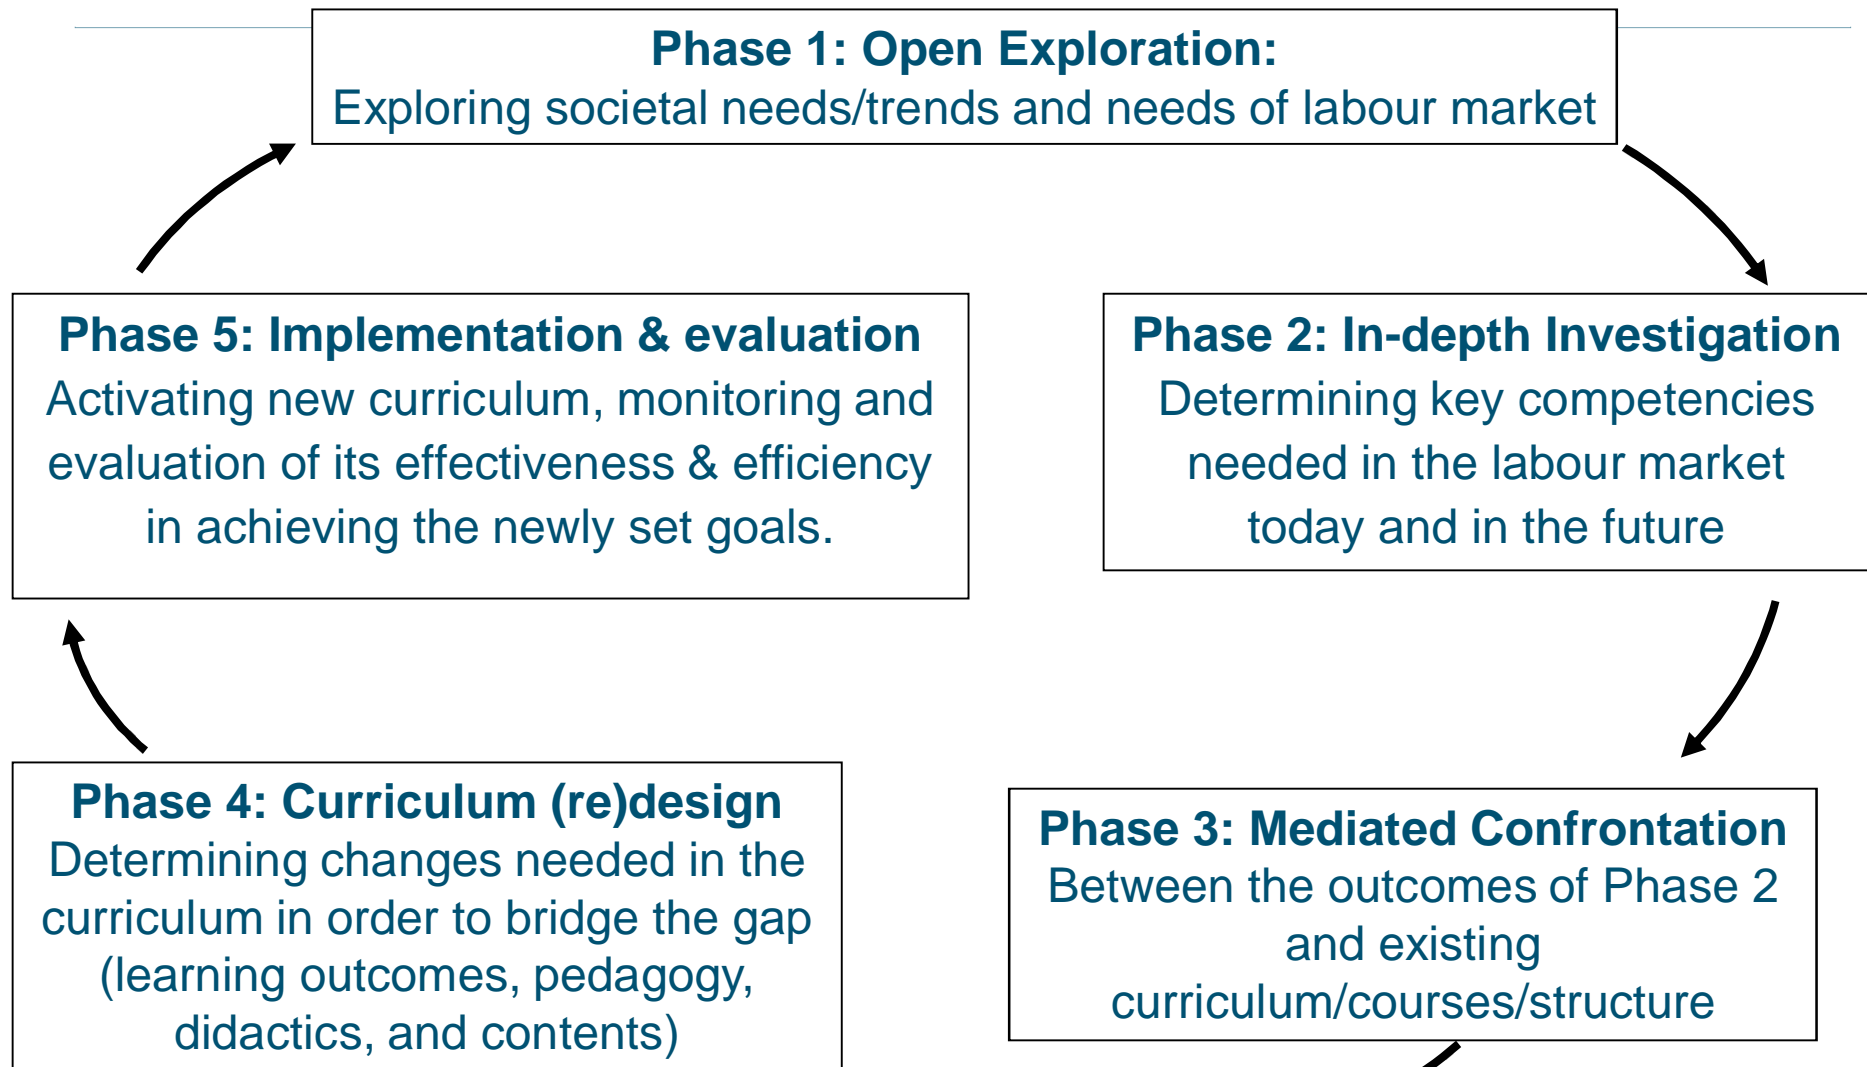 Phase 1: Open Exploration:
Exploring societal needs/trends and needs of labour market
Phase 2: In-depth Investigation
Determining key competencies
needed in the labour market
today and in the future
Phase 3: Mediated Confrontation
Between the outcomes of Phase 2
and existing
curriculum/courses/structure
Phase 4: Curriculum (re)design
Determining changes needed in the
curriculum in order to bridge the gap
(learning outcomes, pedagogy,
didactics, and contents)
Phase 5: Implementation & evaluation
Activating new curriculum, monitoring and
evaluation of its effectiveness & efficiency
in achieving the newly set goals.